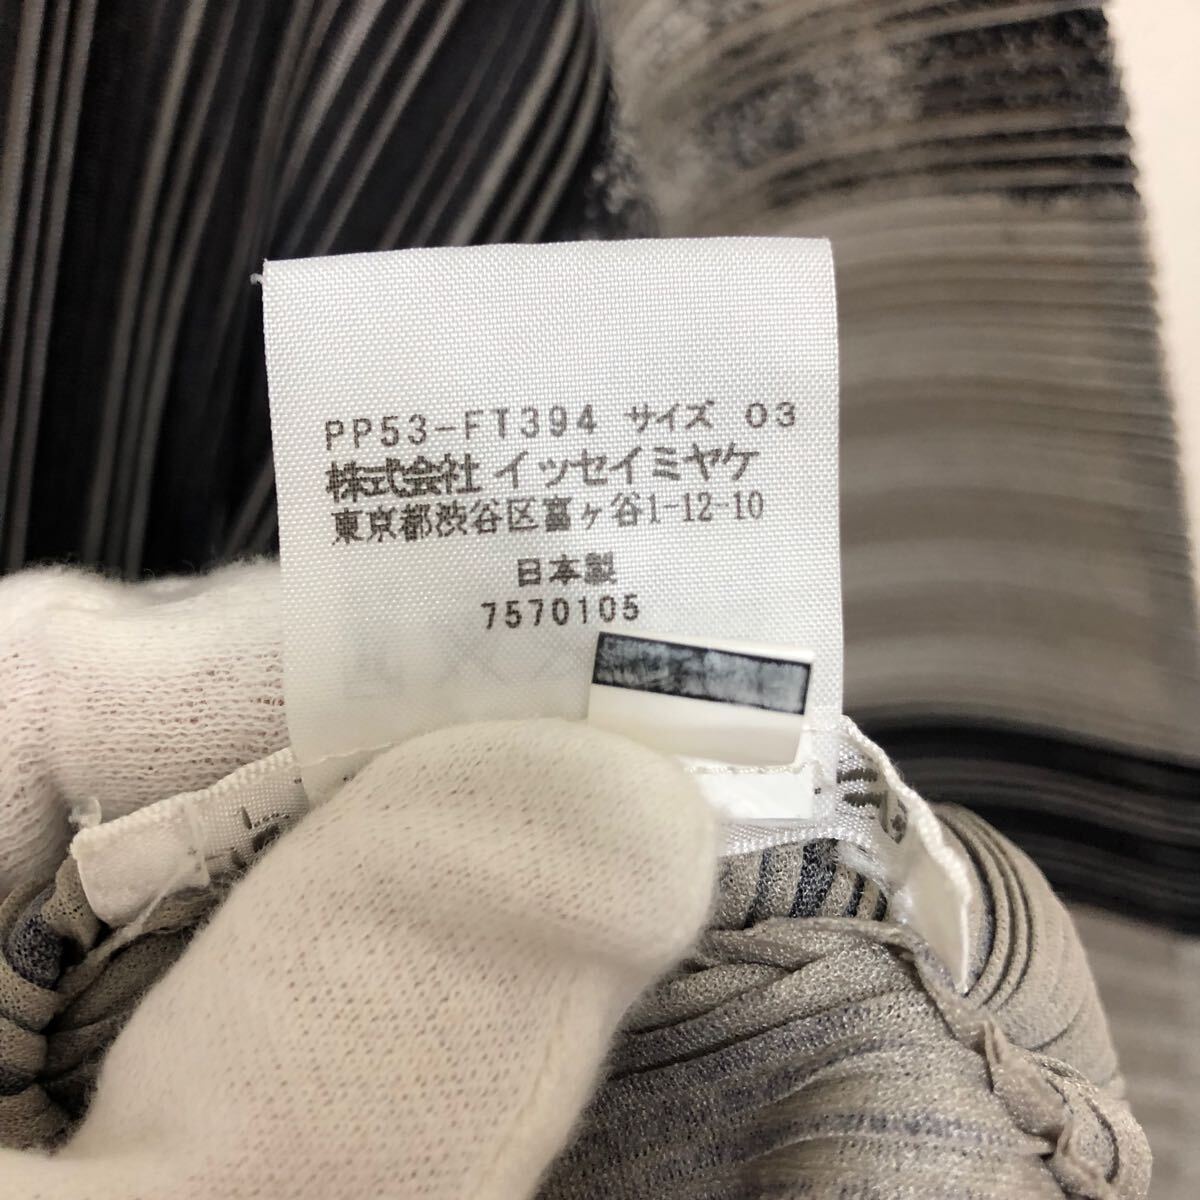 PP53-FT394 サイズ 03
株式会社 イッセイミヤケ
東京都渋谷区富ヶ谷1-12-10
日本製
7570105